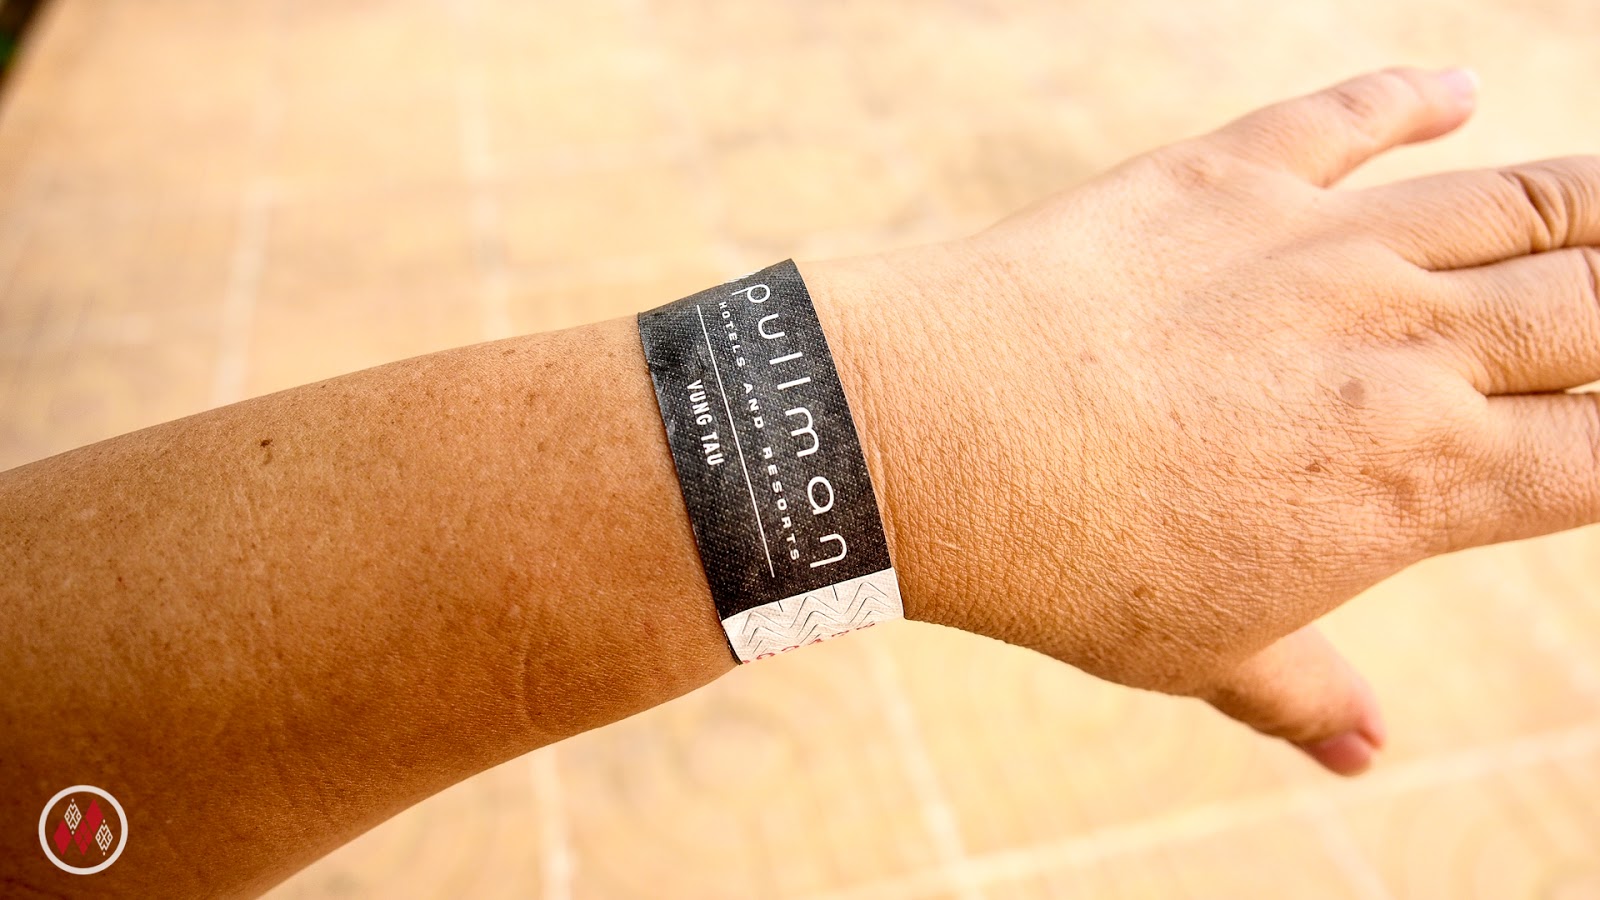 pullman
HOTELS AND RESORTS
VUNG TAU